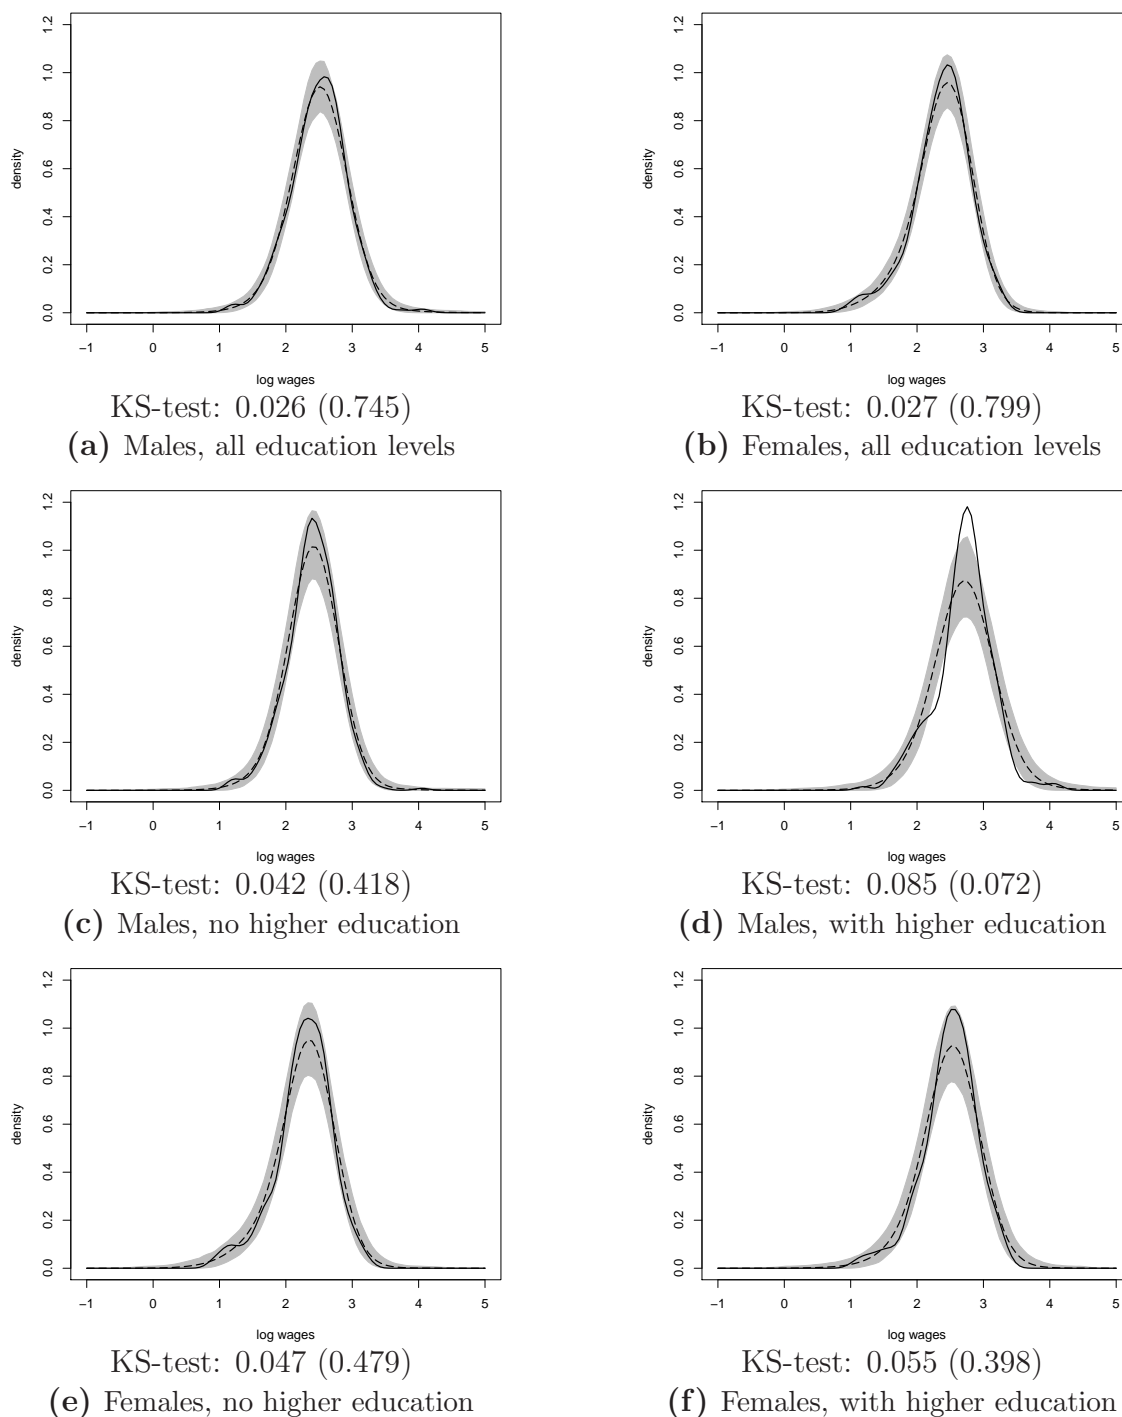 1.2
1.0
0.8
0.6
0.4
0.2
0.0
density
−1 0 1 2 3 4 5
log wages
KS-test: 0.026 (0.745)
(a) Males, all education levels
1.2
1.0
0.8
0.6
0.4
0.2
0.0
density
−1 0 1 2 3 4 5
log wages
KS-test: 0.027 (0.799)
(b) Females, all education levels
1.2
1.0
0.8
0.6
0.4
0.2
0.0
density
−1 0 1 2 3 4 5
log wages
KS-test: 0.042 (0.418)
(c) Males, no higher education
1.2
1.0
0.8
0.6
0.4
0.2
0.0
density
−1 0 1 2 3 4 5
log wages
KS-test: 0.085 (0.072)
(d) Males, with higher education
1.2
1.0
0.8
0.6
0.4
0.2
0.0
density
−1 0 1 2 3 4 5
log wages
KS-test: 0.047 (0.479)
(e) Females, no higher education
1.2
1.0
0.8
0.6
0.4
0.2
0.0
density
−1 0 1 2 3 4 5
log wages
KS-test: 0.055 (0.398)
(f) Females, with higher education